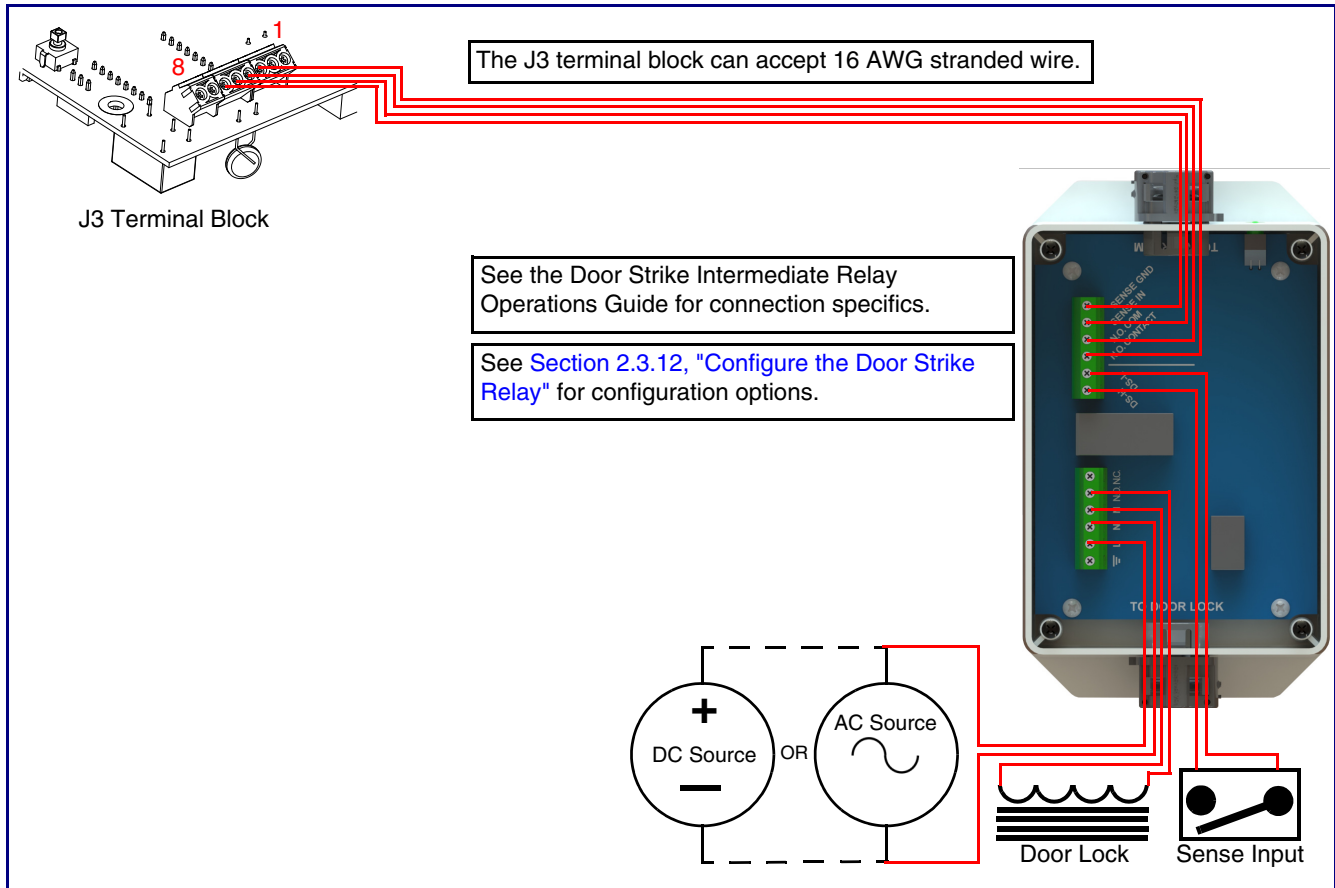 1
8
The J3 terminal block can accept 16 AWG stranded wire.
J3 Terminal Block
See the Door Strike Intermediate Relay
Operations Guide for connection specifics.
See Section 2.3.12, "Configure the Door Strike
Relay" for configuration options.
SENSE GND
SENSE IN
N.O. COM
N.O. CONTACT
DS-1
N.O.
N.C.
N
N
L
TO DOOR LOCK
+
DC Source
OR
AC Source
Door Lock
Sense Input